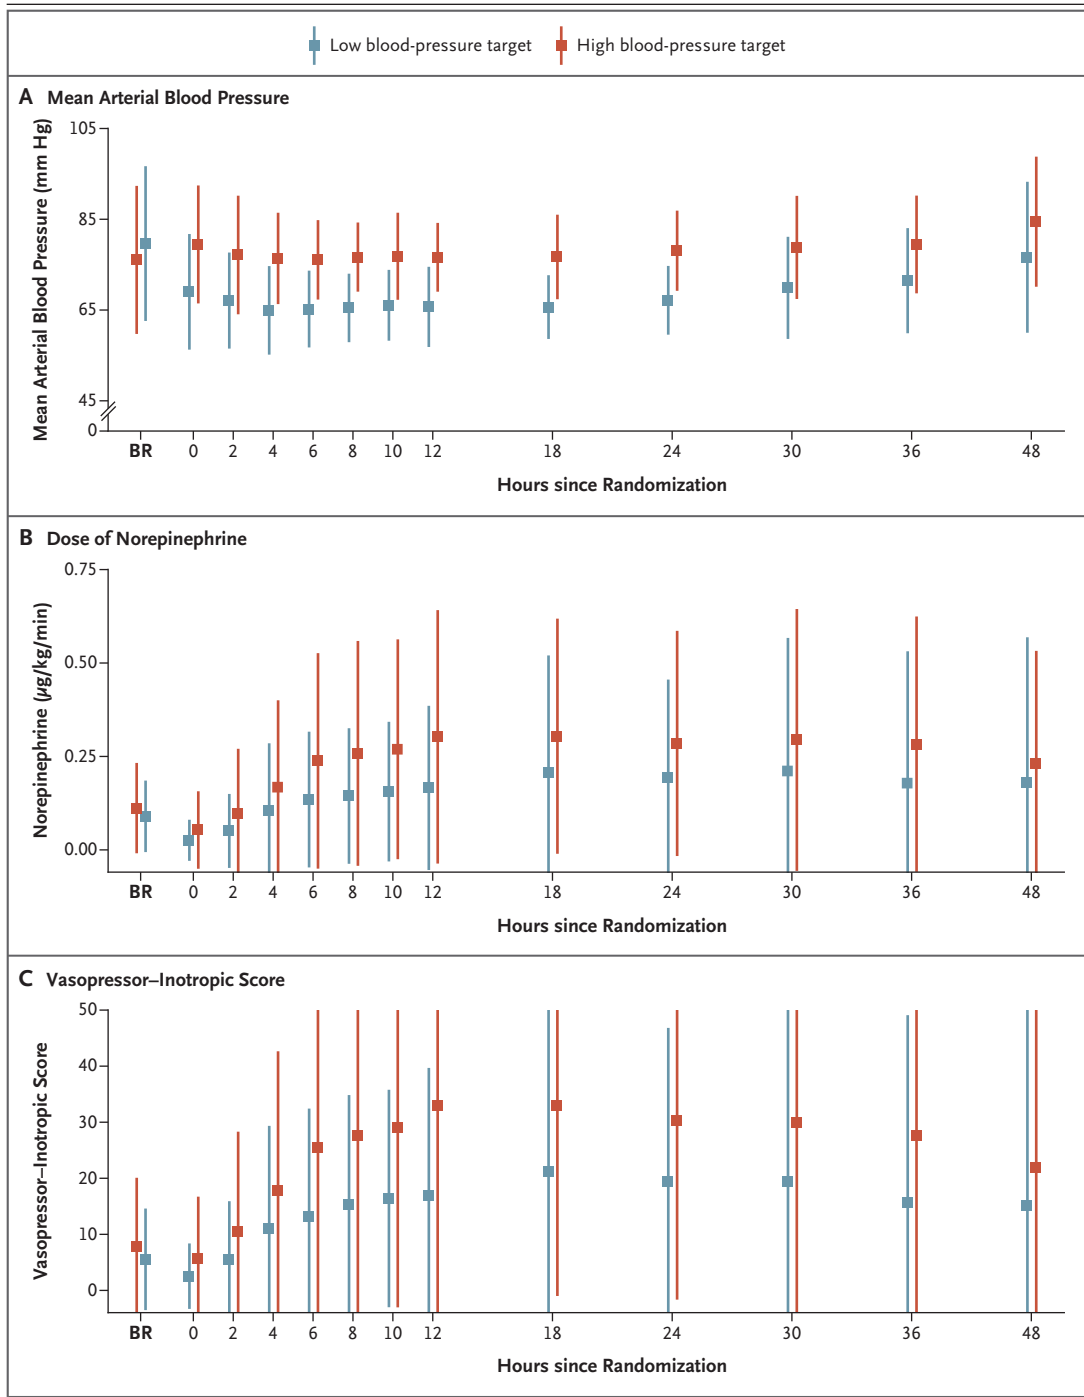 Low blood-pressure target High blood-pressure target
A Mean Arterial Blood Pressure
Mean Arterial Blood Pressure (mm Hg)
105
85
65
45
0
BR 0 2 4 6 8 10 12 18 24 30 36 48
Hours since Randomization
B Dose of Norepinephrine
Norepinephrine (µg/kg/min)
0.75
0.50
0.25
0.00
BR 0 2 4 6 8 10 12 18 24 30 36 48
Hours since Randomization
C Vasopressor–Inotropic Score
Vasopressor–Inotropic Score
50
40
30
20
10
0
BR 0 2 4 6 8 10 12 18 24 30 36 48
Hours since Randomization